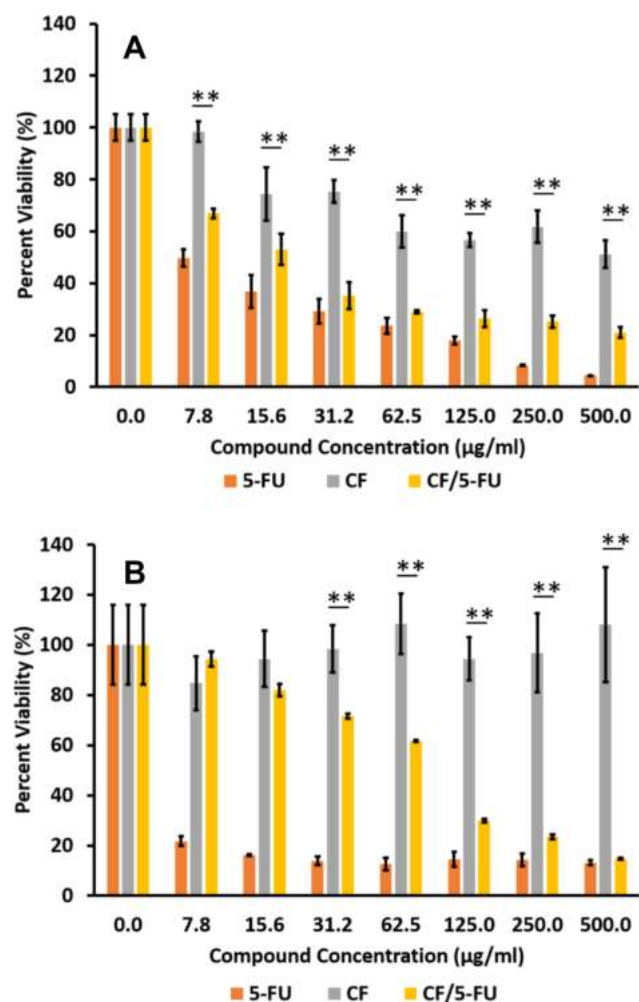 140
A
120
**
100
**
**
80
**
**
**
**
60
40
20
0
Percent Viability (%)
0.0 7.8 15.6 31.2 62.5 125.0 250.0 500.0
Compound Concentration (µg/ml)
5-FU CF CF/5-FU
140
B
**
120
**
**
**
**
100
80
60
40
20
0
Percent Viability (%)
0.0 7.8 15.6 31.2 62.5 125.0 250.0 500.0
Compound Concentration (µg/ml)
5-FU CF CF/5-FU